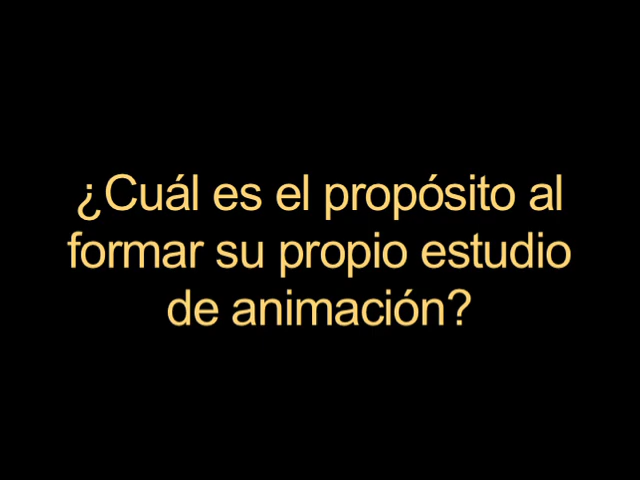 ¿Cuál es el propósito al
formar su propio estudio
de animación?